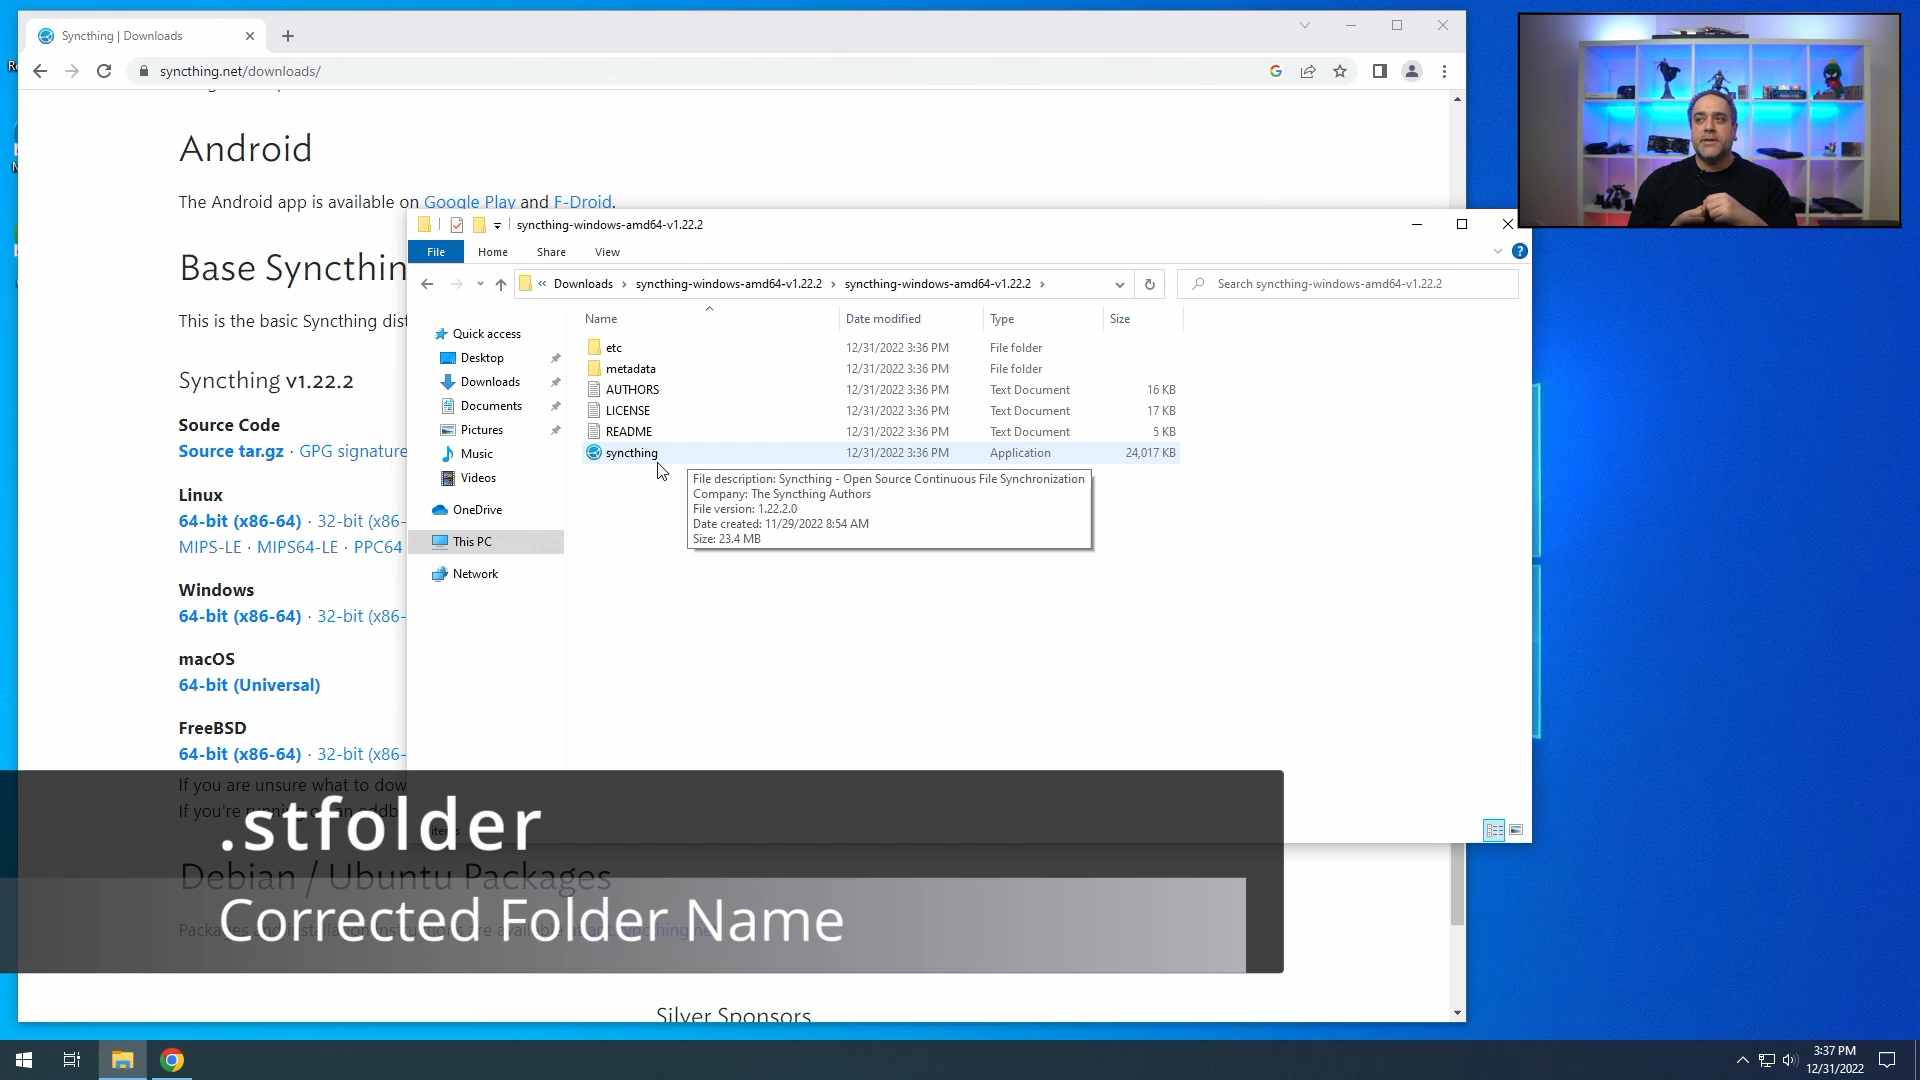 Syncthing | Downloads
syncthing.net/downloads/
Android
The Android app is available on Google Play and F-Droid.
Base Syncthin
This is the basic Syncthing dist
Syncthing v1.22.2
Source Code
Source tar.gz · GPG signature
Linux
64-bit (x86-64) · 32-bit (x86-
MIPS-LE · MIPS64-LE · PPC64
Windows
64-bit (x86-64) · 32-bit (x86-
macOS
64-bit (Universal)
FreeBSD
64-bit (x86-64) · 32-bit (x86-
If you are unsure what to dow
syncthing-windows-amd64-v1.22.2
File Home Share View
« Downloads › syncthing-windows-amd64-v1.22.2 › syncthing-windows-amd64-v1.22.2 ›
Search syncthing-windows-amd64-v1.22.2
Quick access
Desktop
Downloads
Documents
Pictures
Music
Videos
OneDrive
This PC
Network
Name Date modified Type Size
etc 12/31/2022 3:36 PM File folder
metadata 12/31/2022 3:36 PM File folder
AUTHORS 12/31/2022 3:36 PM Text Document 16 KB
LICENSE 12/31/2022 3:36 PM Text Document 17 KB
README 12/31/2022 3:36 PM Text Document 5 KB
syncthing 12/31/2022 3:36 PM Application 24,017 KB
File description: Syncthing - Open Source Continuous File Synchronization
Company: The Syncthing Authors
File version: 1.22.2.0
Date created: 11/29/2022 8:54 AM
Size: 23.4 MB
.stfolder
Debian / Ubuntu Packages
Corrected Folder Name
Silver Sponsors
3:37 PM
12/31/2022